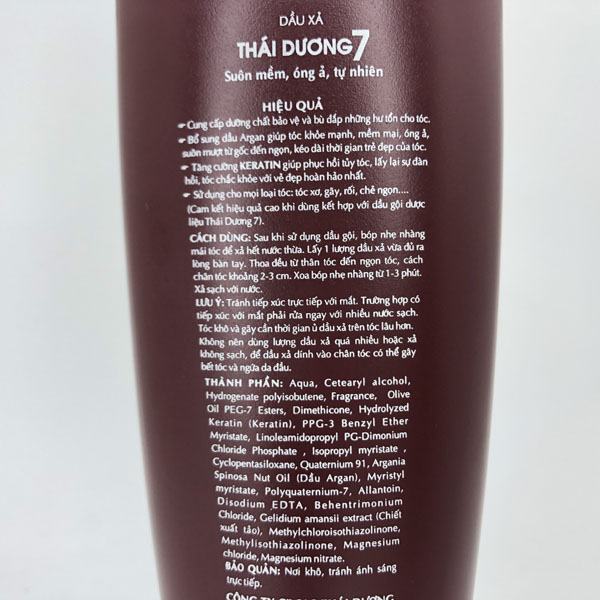 DẦU XẢ
THÁI DƯƠNG7
Suôn mềm, óng ả, tự nhiên
HIỆU QUẢ
☛ Cung cấp dưỡng chất bảo vệ và bù đắp những hư tổn cho tóc.
☛ Bổ sung dầu Argan giúp tóc khỏe mạnh, mềm mại, óng ả,
suôn mượt từ gốc đến ngọn, kéo dài thời gian trẻ đẹp của tóc.
☛ Tăng cường KERATIN giúp phục hồi tủy tóc, lấy lại sự đàn
hồi, tóc chắc khỏe với vẻ đẹp hoàn hảo nhất.
☛ Sử dụng cho mọi loại tóc: tóc xơ, gãy, rối, chẻ ngọn....
(Cam kết hiệu quả cao khi dùng kết hợp với dầu gội dược
liệu Thái Dương 7).
CÁCH DÙNG: Sau khi sử dụng dầu gội, bóp nhẹ nhàng
mái tóc để xả hết nước thừa. Lấy 1 lượng dầu xả vừa đủ ra
lòng bàn tay. Thoa đều từ thân tóc đến ngọn tóc, cách
chân tóc khoảng 2-3 cm. Xoa bóp nhẹ nhàng từ 1-3 phút.
Xả sạch với nước.
LƯU Ý: Tránh tiếp xúc trực tiếp với mắt. Trường hợp có
tiếp xúc với mắt phải rửa ngay với nhiều nước sạch.
Tóc khô và gãy cần thời gian ủ dầu xả trên tóc lâu hơn.
Không nên dùng lượng dầu xả quá nhiều hoặc xả
không sạch, để dầu xả dính vào chân tóc có thể gây
bết tóc và ngứa da đầu.
THÀNH PHẦN: Aqua, Cetearyl alcohol,
Hydrogenate polyisobutene, Fragrance, Olive
Oil PEG-7 Esters, Dimethicone, Hydrolyzed
Keratin (Keratin), PPG-3 Benzyl Ether
Myristate, Linoleamidopropyl PG-Dimonium
Chloride Phosphate , Isopropyl myristate ,
Cyclopentasiloxane, Quaternium 91, Argania
Spinosa Nut Oil (Dầu Argan), Myristyl
myristate, Polyquaternium-7, Allantoin,
Disodium EDTA, Behentrimonium
Chloride, Gelidium amansii extract (Chiết
xuất tảo), Methylchloroisothiazolinone,
Methylisothiazolinone, Magnesium
chloride, Magnesium nitrate.
BẢO QUẢN: Nơi khô, tránh ánh sáng
trực tiếp.